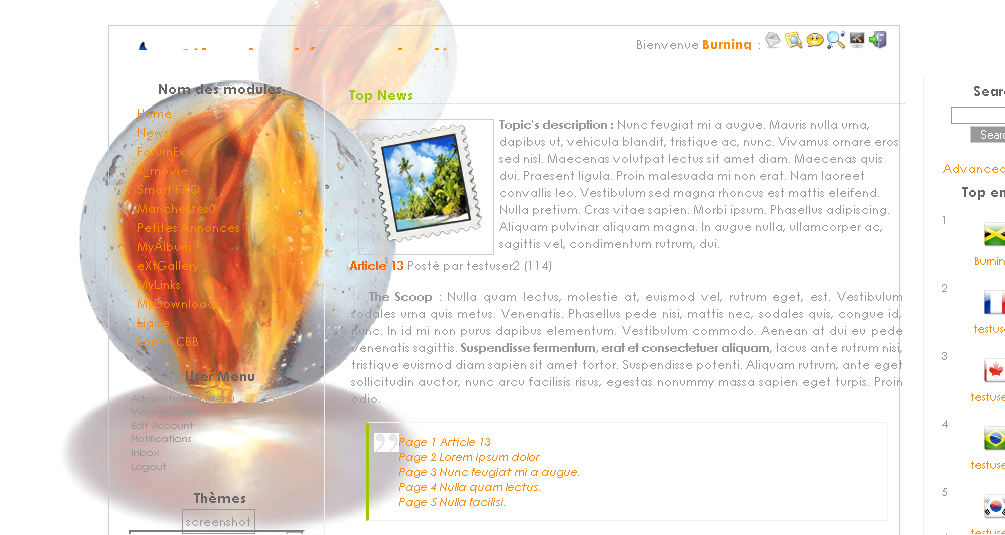 Bienvenue Burning :
Nom des modules
Home
News
ForumEx
x_movie
Smart FAQ
Manchestes0
Petites Annonces
MyAlbum
eXtGallery
MyLinks
MyDownload
Liaise
CBB
User Menu
Administration Menu
View Account
Edit Account
Notifications
Inbox
Logout
Thèmes
screenshot
Top News
Topic's description : Nunc feugiat mi a augue. Mauris nulla urna,
dapibus ut, vehicula blandit, tristique ac, nunc. Vivamus ornare eros
sed nisl. Maecenas volutpat lectus sit amet diam. Maecenas quis
dui. Praesent ligula. Proin malesuada mi non erat. Nam laoreet
convallis leo. Vestibulum sed magna rhoncus est mattis eleifend.
Nulla pretium. Cras vitae sapien. Morbi ipsum. Phasellus adipiscing.
Aliquam pulvinar aliquam magna. In augue nulla, ullamcorper ac,
sagittis vel, condimentum rutrum, dui.
Article 13 Posté par testuser2 (114)
The Scoop : Nulla quam lectus, molestie at, euismod vel, rutrum eget, est. Vestibulum
sodales urna quis metus. Venenatis. Phasellus pede nisi, mattis nec, sodales quis, congue id,
nunc. In id mi non purus dapibus elementum. Vestibulum commodo. Aenean at dui eu pede
venenatis sagittis. Suspendisse fermentum, erat et consectetuer aliquam, lacus ante rutrum nisi,
tristique euismod diam sapien sit amet tortor. Suspendisse potenti. Aliquam rutrum, ante eget
sollicitudin auctor, nunc arcu facilisis risus, egestas nonummy massa sapien eget turpis. Proin
odio.
Page 1 Article 13
Page 2 Lorem ipsum dolor
Page 3 Nunc feugiat mi a augue.
Page 4 Nulla quam lectus.
Page 5 Nulla facilisi.
Sear
Searc
Advanced
Top en
1
Burnin
2
testuse
3
testuse
4
testuse
5
testuse